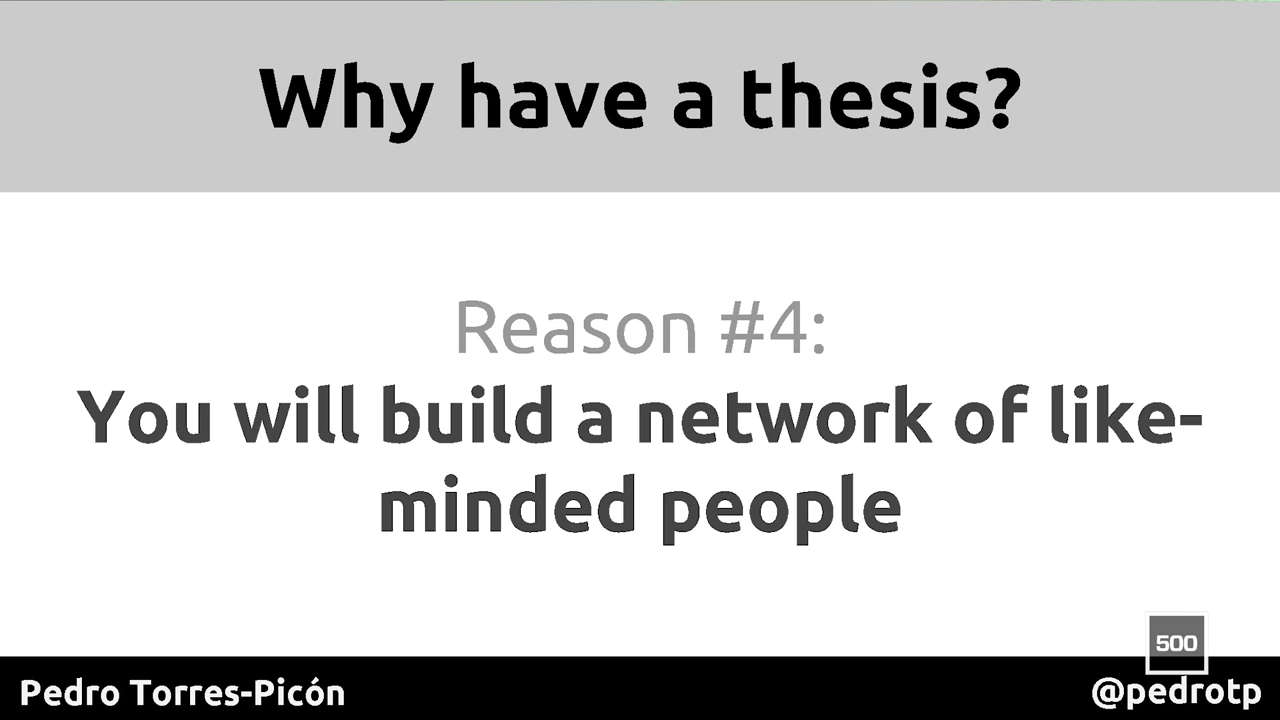 Why have a thesis?
Reason #4:
You will build a network of like-
minded people
500
Pedro Torres-Picón
@pedrotp